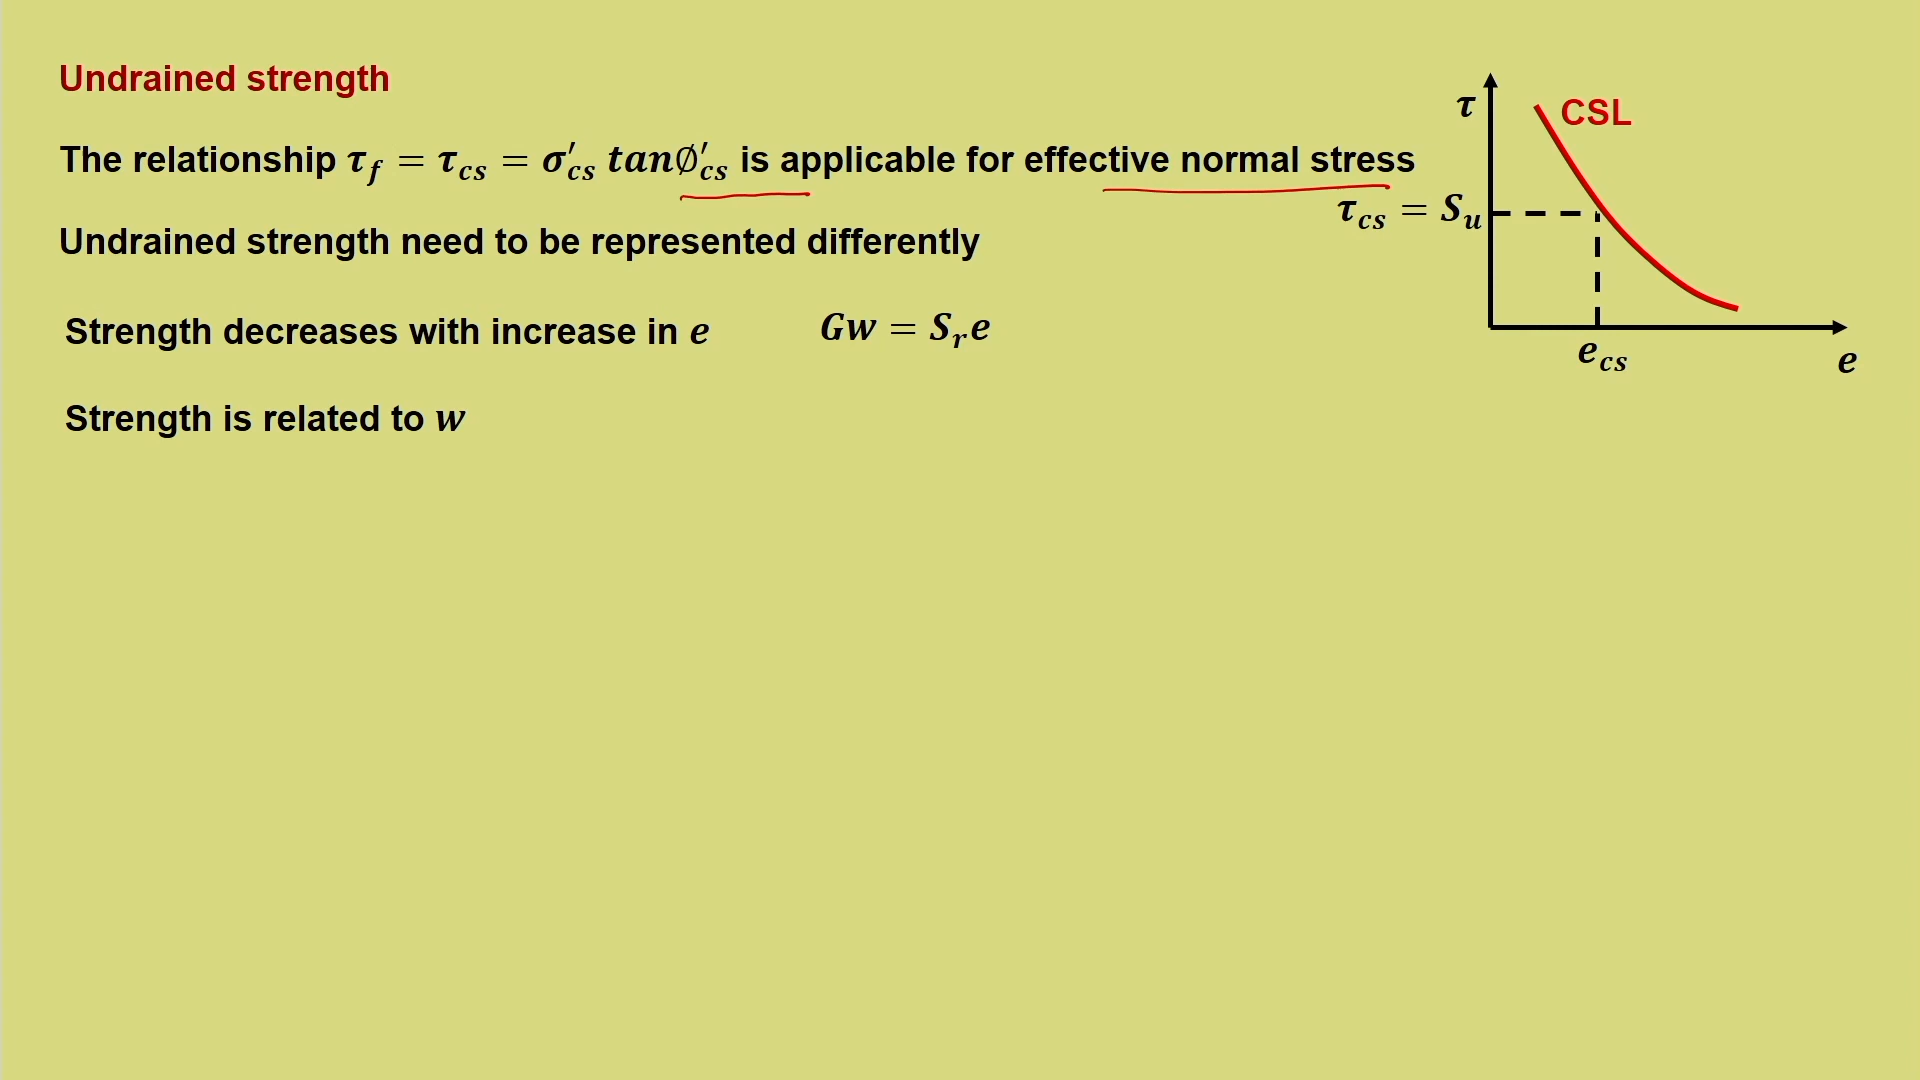 Undrained strength
The relationship τ_f = τ_cs = σ′_cs tan∅′_cs is applicable for effective normal stress
Undrained strength need to be represented differently
Strength decreases with increase in e
Gw = S_r e
Strength is related to w
τ
CSL
τ_cs = S_u
e_cs
e